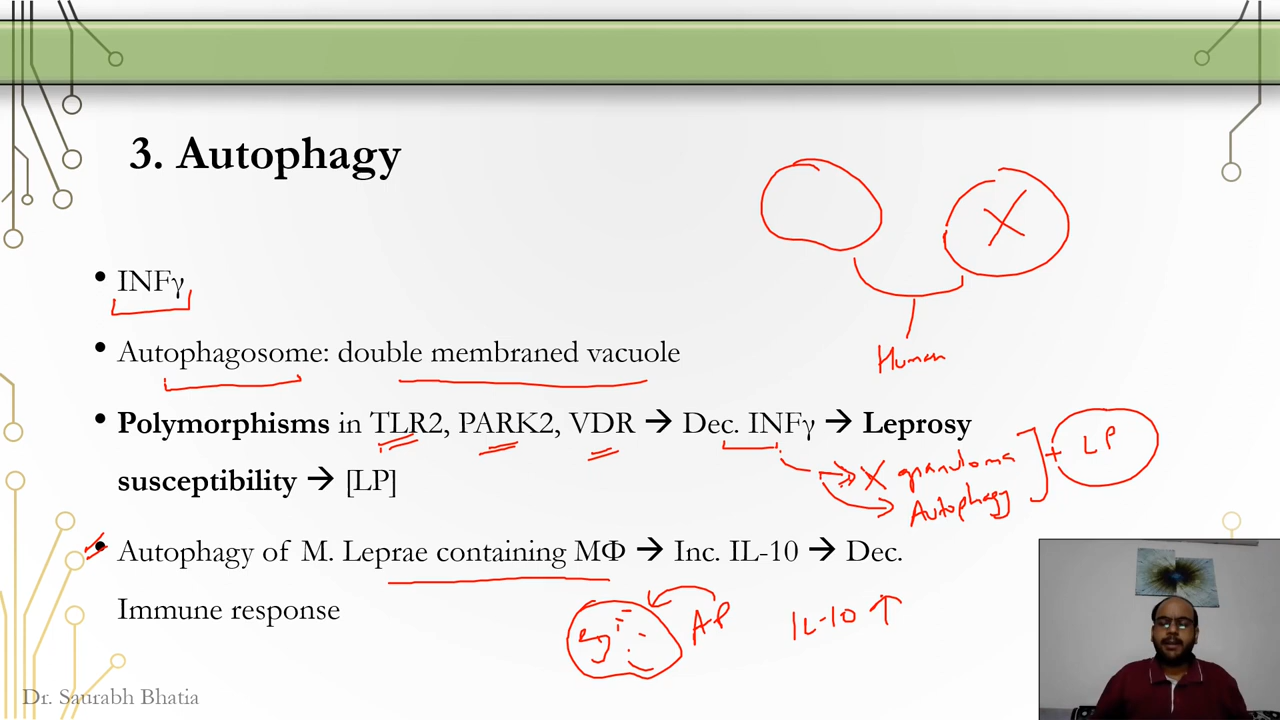 3. Autophagy
• INFγ
• Autophagosome: double membraned vacuole
Human
• Polymorphisms in TLR2, PARK2, VDR → Dec. INFγ → Leprosy
susceptibility → [LP]
X granuloma
Autophagy
+ LP
• Autophagy of M. Leprae containing MΦ → Inc. IL-10 → Dec.
Immune response
AP
IL-10 ↑
Dr. Saurabh Bhatia